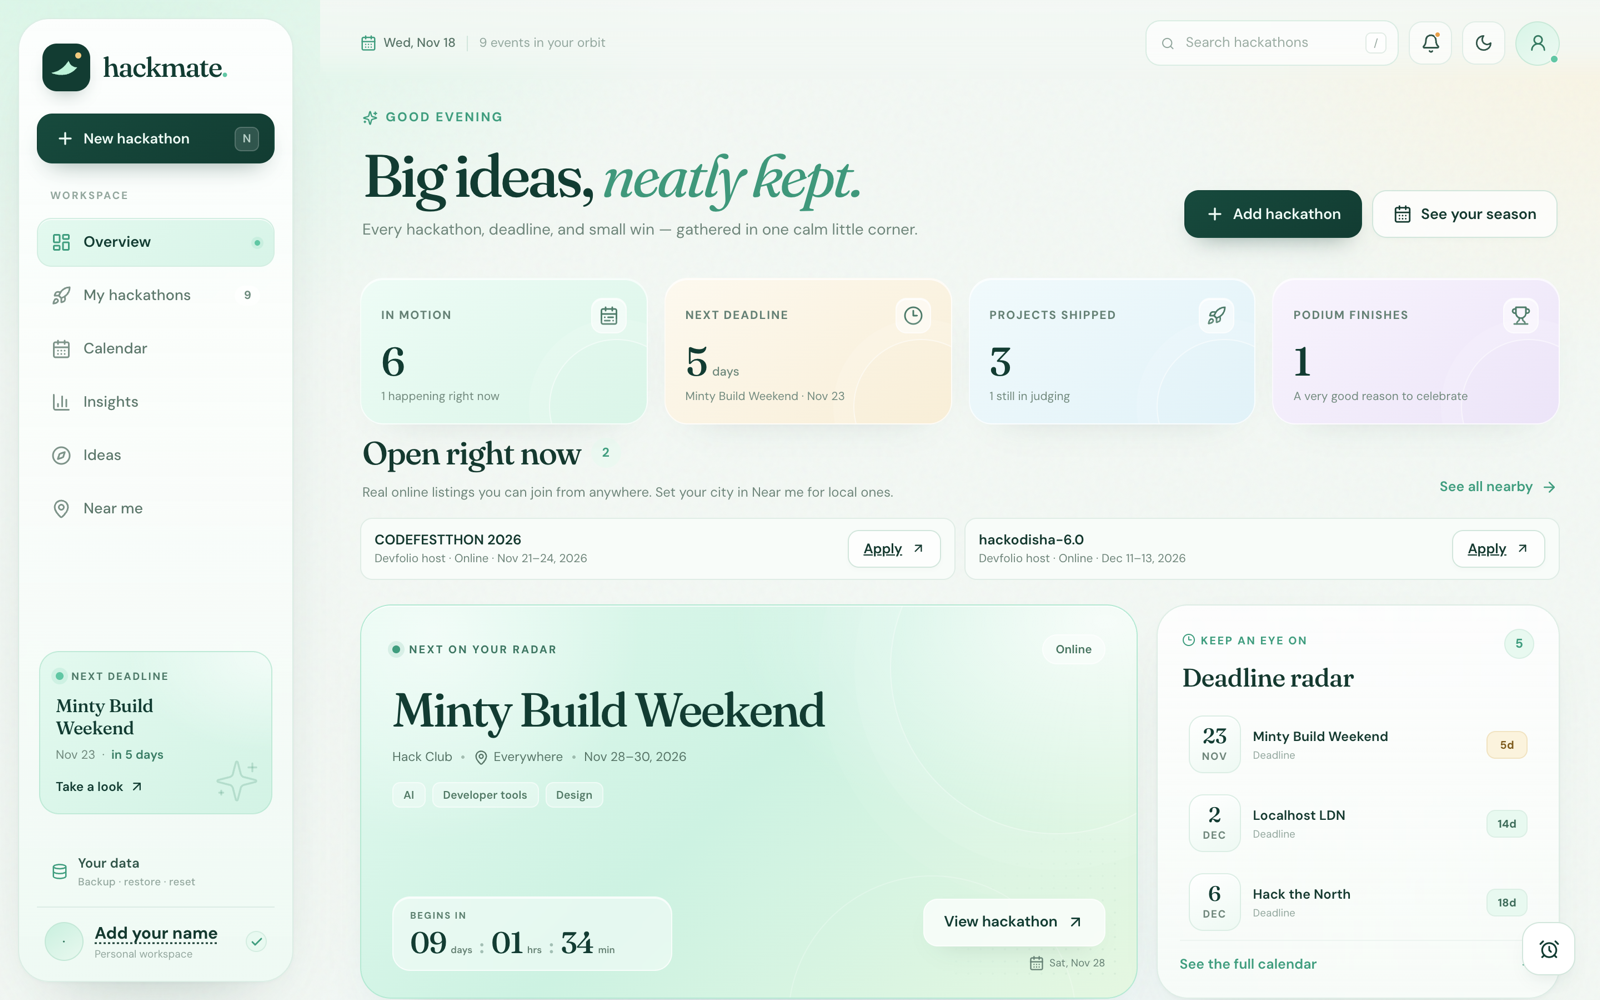 hackmate.
New hackathon N
WORKSPACE
Overview
My hackathons 9
Calendar
Insights
Ideas
Near me
NEXT DEADLINE
Minty Build
Weekend
Nov 23 · in 5 days
Take a look
Your data
Backup · restore · reset
Add your name
Personal workspace
Wed, Nov 18 9 events in your orbit
Search hackathons /
GOOD EVENING
Big ideas, neatly kept.
Every hackathon, deadline, and small win — gathered in one calm little corner.
Add hackathon
See your season
IN MOTION
6
1 happening right now
NEXT DEADLINE
5 days
Minty Build Weekend · Nov 23
PROJECTS SHIPPED
3
1 still in judging
PODIUM FINISHES
1
A very good reason to celebrate
Open right now 2
Real online listings you can join from anywhere. Set your city in Near me for local ones.
See all nearby
CODEFESTTHON 2026
Devfolio host · Online · Nov 21–24, 2026
Apply
hackodisha-6.0
Devfolio host · Online · Dec 11–13, 2026
Apply
NEXT ON YOUR RADAR
Online
Minty Build Weekend
Hack Club • Everywhere • Nov 28–30, 2026
AI Developer tools Design
BEGINS IN
09 days : 01 hrs : 34 min
View hackathon
Sat, Nov 28
KEEP AN EYE ON
5
Deadline radar
23 NOV
Minty Build Weekend
Deadline
5d
2 DEC
Localhost LDN
Deadline
14d
6 DEC
Hack the North
Deadline
18d
See the full calendar